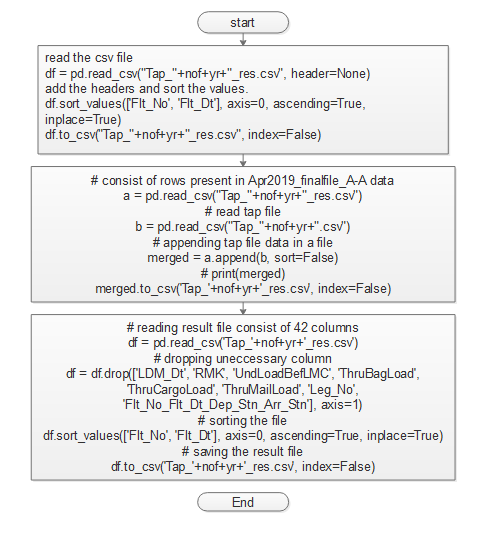 start
read the csv file
df = pd.read_csv("Tap_"+nof+yr+"_res.csv", header=None)
add the headers and sort the values.
df.sort_values(['Flt_No', 'Flt_Dt'], axis=0, ascending=True,
inplace=True)
df.to_csv("Tap_"+nof+yr+"_res.csv", index=False)
# consist of rows present in Apr2019_finalfile_A-A data
a = pd.read_csv("Tap_"+nof+yr+"_res.csv")
# read tap file
b = pd.read_csv("Tap_"+nof+yr+".csv")
# appending tap file data in a file
merged = a.append(b, sort=False)
# print(merged)
merged.to_csv('Tap_'+nof+yr+'_res.csv', index=False)
# reading result file consist of 42 columns
df = pd.read_csv('Tap_'+nof+yr+'_res.csv')
# dropping uneccessary column
df = df.drop(['LDM_Dt', 'RMK', 'UndLoadBefLMC', 'ThruBagLoad',
'ThruCargoLoad', 'ThruMailLoad', 'Leg_No',
'Flt_No_Flt_Dt_Dep_Stn_Arr_Stn'], axis=1)
# sorting the file
df.sort_values(['Flt_No', 'Flt_Dt'], axis=0, ascending=True, inplace=True)
# saving the result file
df.to_csv('Tap_'+nof+yr+'_res.csv', index=False)
End